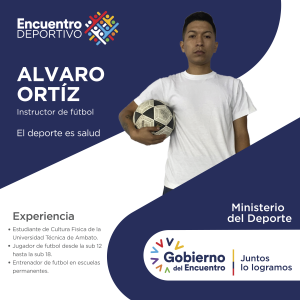 Encuentro
DEPORTIVO
ALVARO
ORTÍZ
Instructor de fútbol
El deporte es salud
Experiencia
Estudiante de Cultura Física de la
Universidad Técnica de Ambato.
Jugador de futbol desde la sub 12
hasta la sub 18.
Entrenador de futbol en escuelas
permanentes.
Ministerio
del Deporte
Gobierno
del Encuentro
Juntos
lo logramos